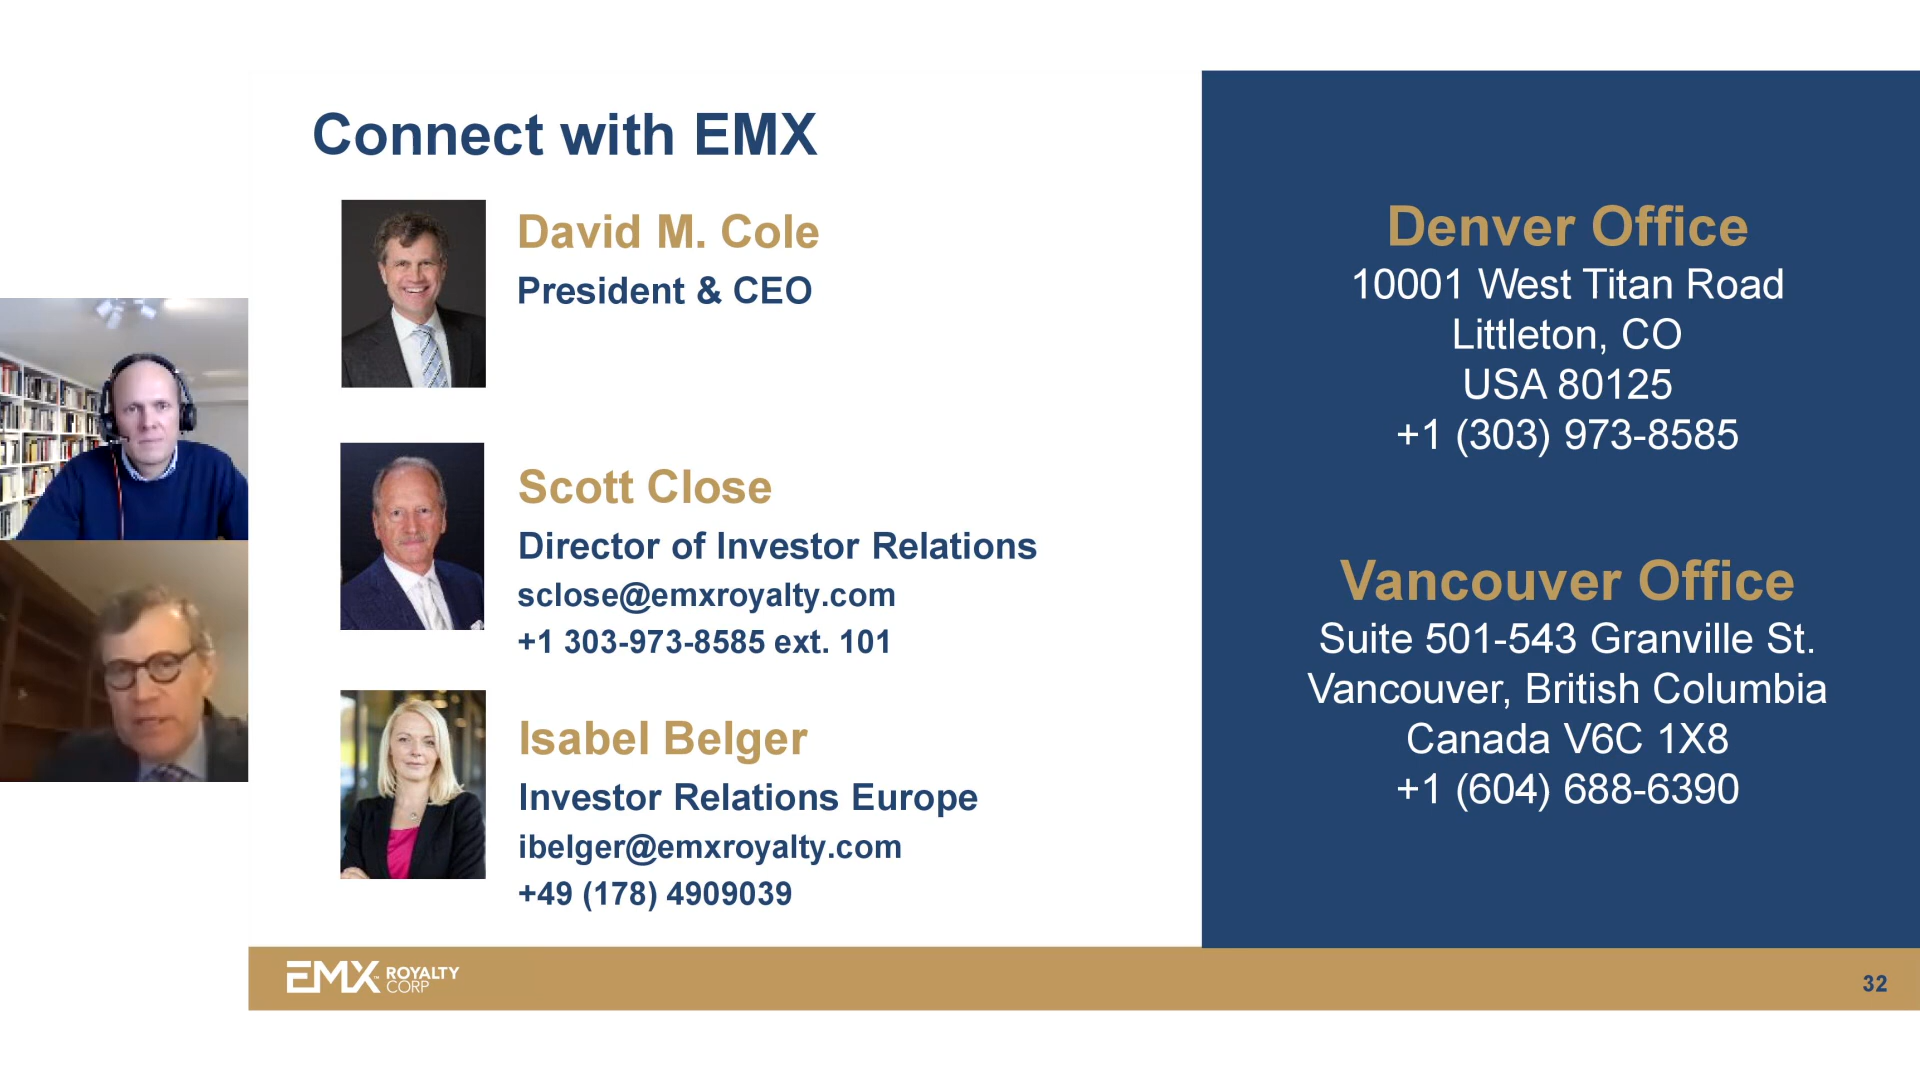 Connect with EMX
David M. Cole
President & CEO
Scott Close
Director of Investor Relations
sclose@emxroyalty.com
+1 303-973-8585 ext. 101
Isabel Belger
Investor Relations Europe
ibelger@emxroyalty.com
+49 (178) 4909039
Denver Office
10001 West Titan Road
Littleton, CO
USA 80125
+1 (303) 973-8585
Vancouver Office
Suite 501-543 Granville St.
Vancouver, British Columbia
Canada V6C 1X8
+1 (604) 688-6390
EMX™ ROYALTY
CORP
32